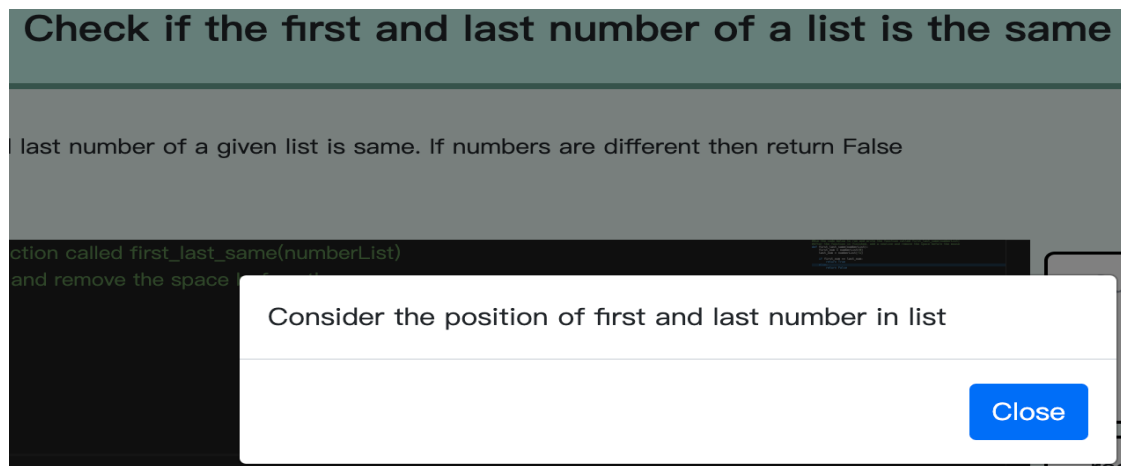 Check if the first and last number of a list is the same
last number of a given list is same. If numbers are different then return False
ction called first_last_same(numberList)
and remove the space
Consider the position of first and last number in list
Close